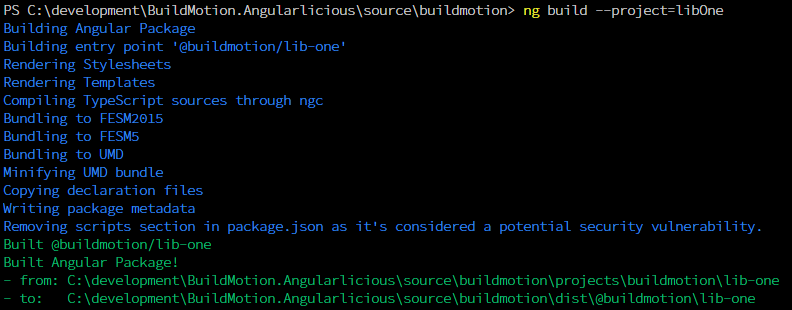 PS C:\development\BuildMotion.Angularlicious\source\buildmotion> ng build --project=libOne
Building Angular Package
Building entry point '@buildmotion/lib-one'
Rendering Stylesheets
Rendering Templates
Compiling TypeScript sources through ngc
Bundling to FESM2015
Bundling to FESM5
Bundling to UMD
Minifying UMD bundle
Copying declaration files
Writing package metadata
Removing scripts section in package.json as it's considered a potential security vulnerability.
Built @buildmotion/lib-one
Built Angular Package!
- from: C:\development\BuildMotion.Angularlicious\source\buildmotion\projects\buildmotion\lib-one
- to:   C:\development\BuildMotion.Angularlicious\source\buildmotion\dist\@buildmotion\lib-one